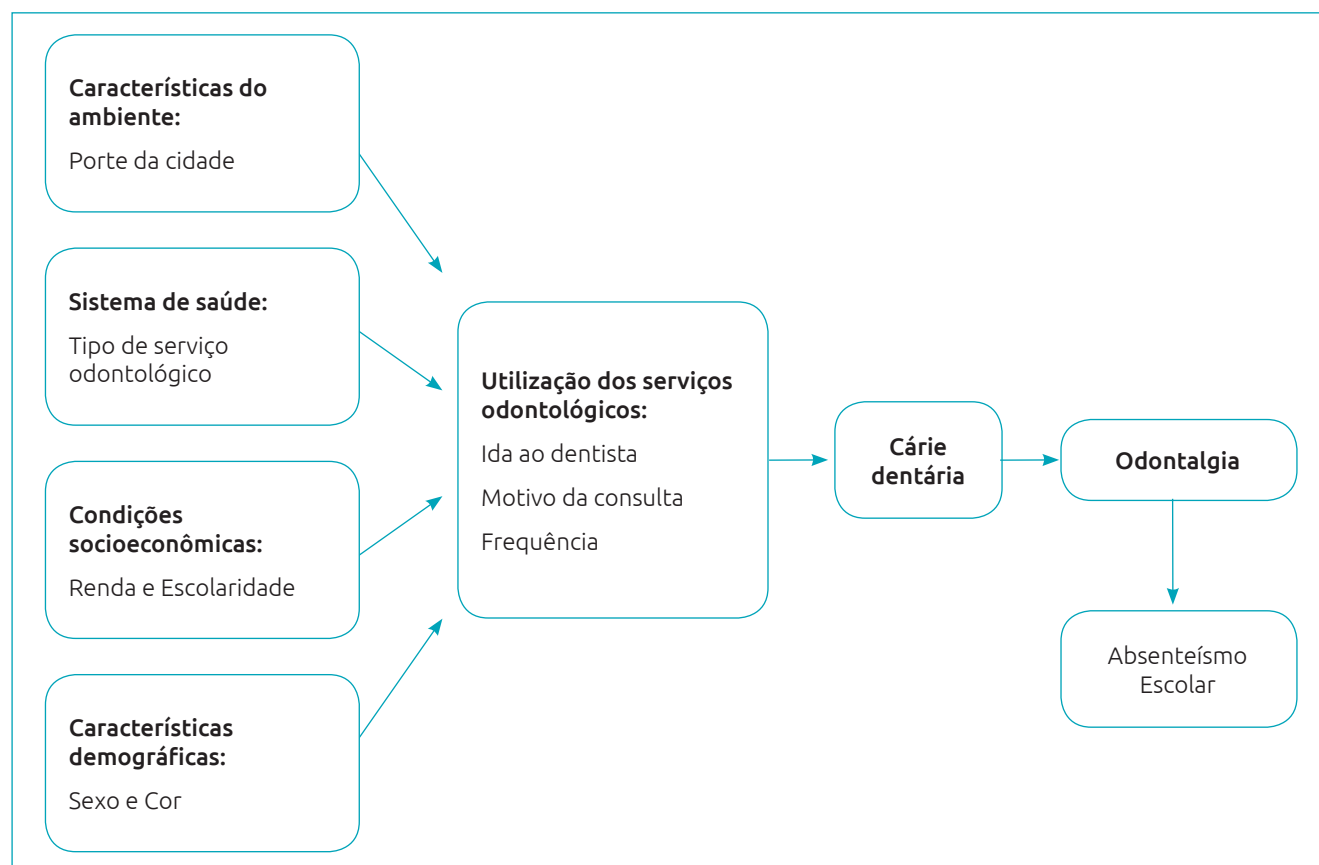 Características do
ambiente:
Porte da cidade
Sistema de saúde:
Tipo de serviço
odontológico
Condições
socioeconômicas:
Renda e Escolaridade
Características
demográficas:
Sexo e Cor
Utilização dos serviços
odontológicos:
Ida ao dentista
Motivo da consulta
Frequência
Cárie
dentária
Odontalgia
Absenteísmo
Escolar